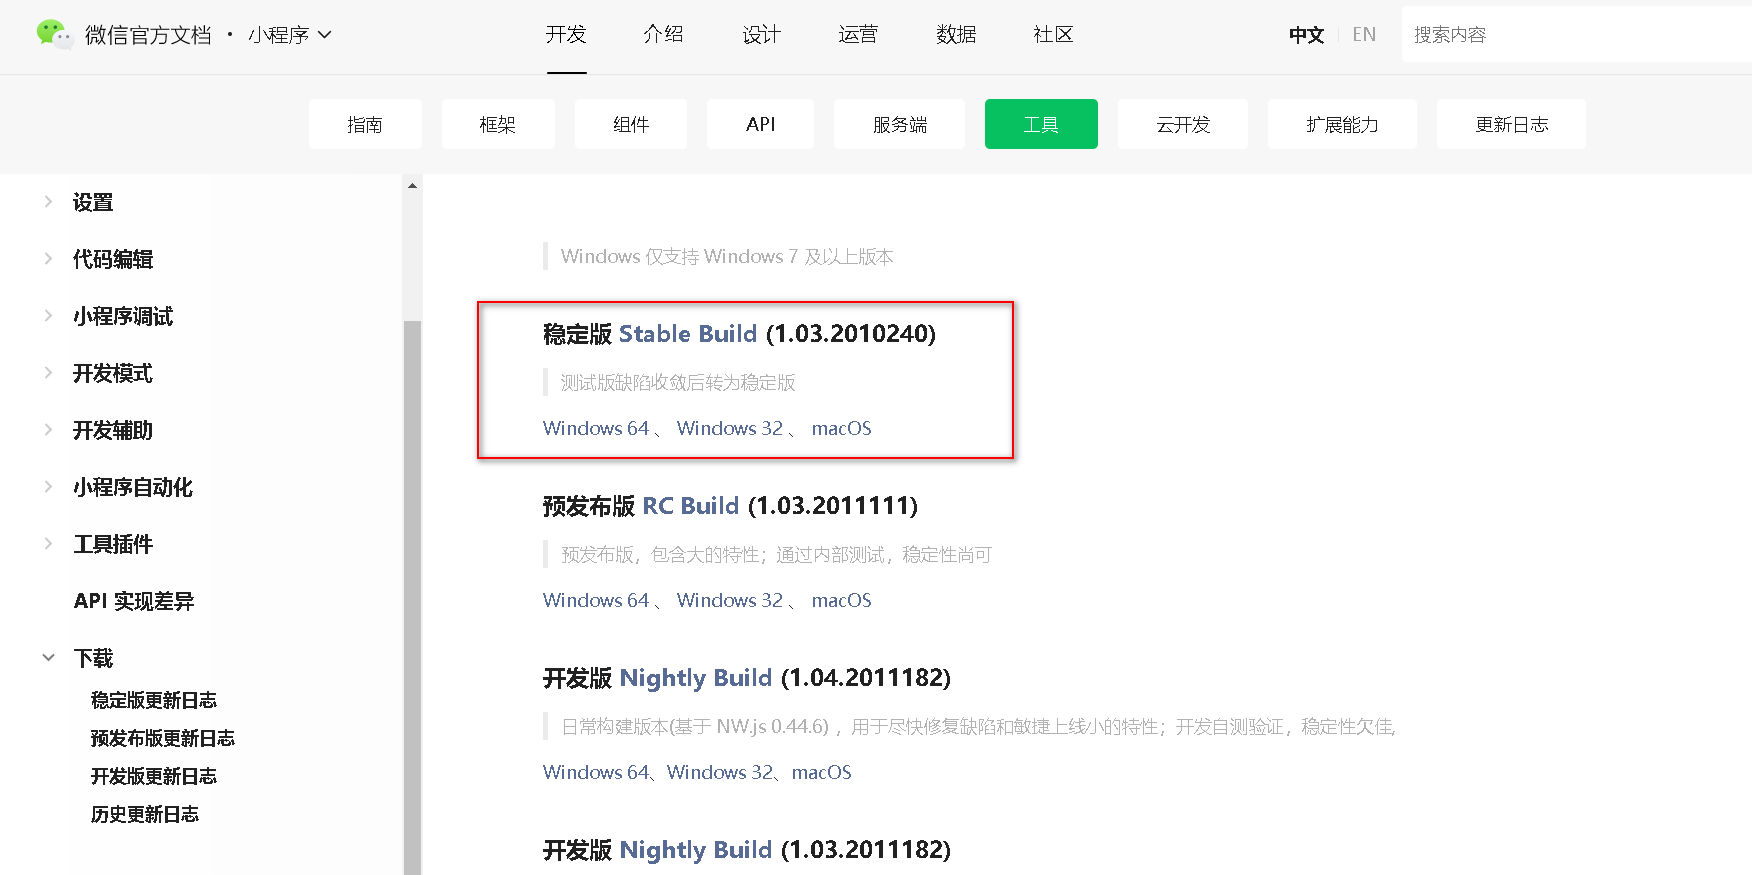 微信官方文档 · 小程序
开发 介绍 设计 运营 数据 社区
中文 EN 搜索内容
指南 框架 组件 API 服务端 工具 云开发 扩展能力 更新日志
设置
代码编辑
小程序调试
开发模式
开发辅助
小程序自动化
工具插件
API 实现差异
下载
稳定版更新日志
预发布版更新日志
开发版更新日志
历史更新日志
Windows 仅支持 Windows 7 及以上版本
稳定版 Stable Build (1.03.2010240)
测试版缺陷收敛后转为稳定版
Windows 64 、 Windows 32 、 macOS
预发布版 RC Build (1.03.2011111)
预发布版，包含大的特性；通过内部测试，稳定性尚可
Windows 64 、 Windows 32 、 macOS
开发版 Nightly Build (1.04.2011182)
日常构建版本(基于 NW.js 0.44.6) ，用于尽快修复缺陷和敏捷上线小的特性；开发自测验证，稳定性欠佳,
Windows 64、Windows 32、macOS
开发版 Nightly Build (1.03.2011182)